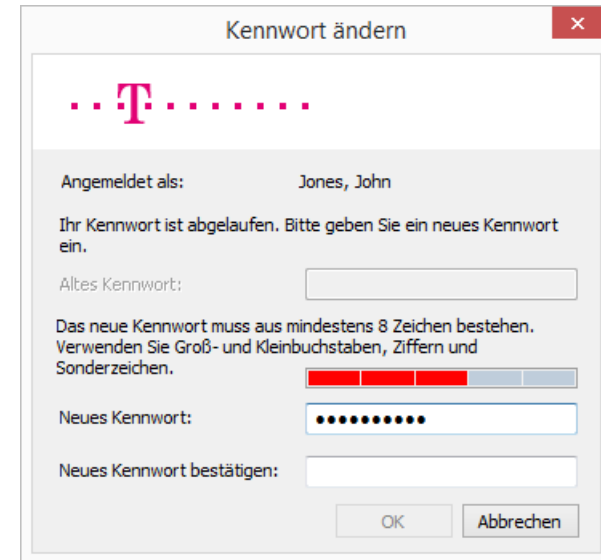 Kennwort ändern
T
Angemeldet als: Jones, John
Ihr Kennwort ist abgelaufen. Bitte geben Sie ein neues Kennwort
ein.
Altes Kennwort:
Das neue Kennwort muss aus mindestens 8 Zeichen bestehen.
Verwenden Sie Groß- und Kleinbuchstaben, Ziffern und
Sonderzeichen.
Neues Kennwort: ●●●●●●●●●●
Neues Kennwort bestätigen:
OK Abbrechen